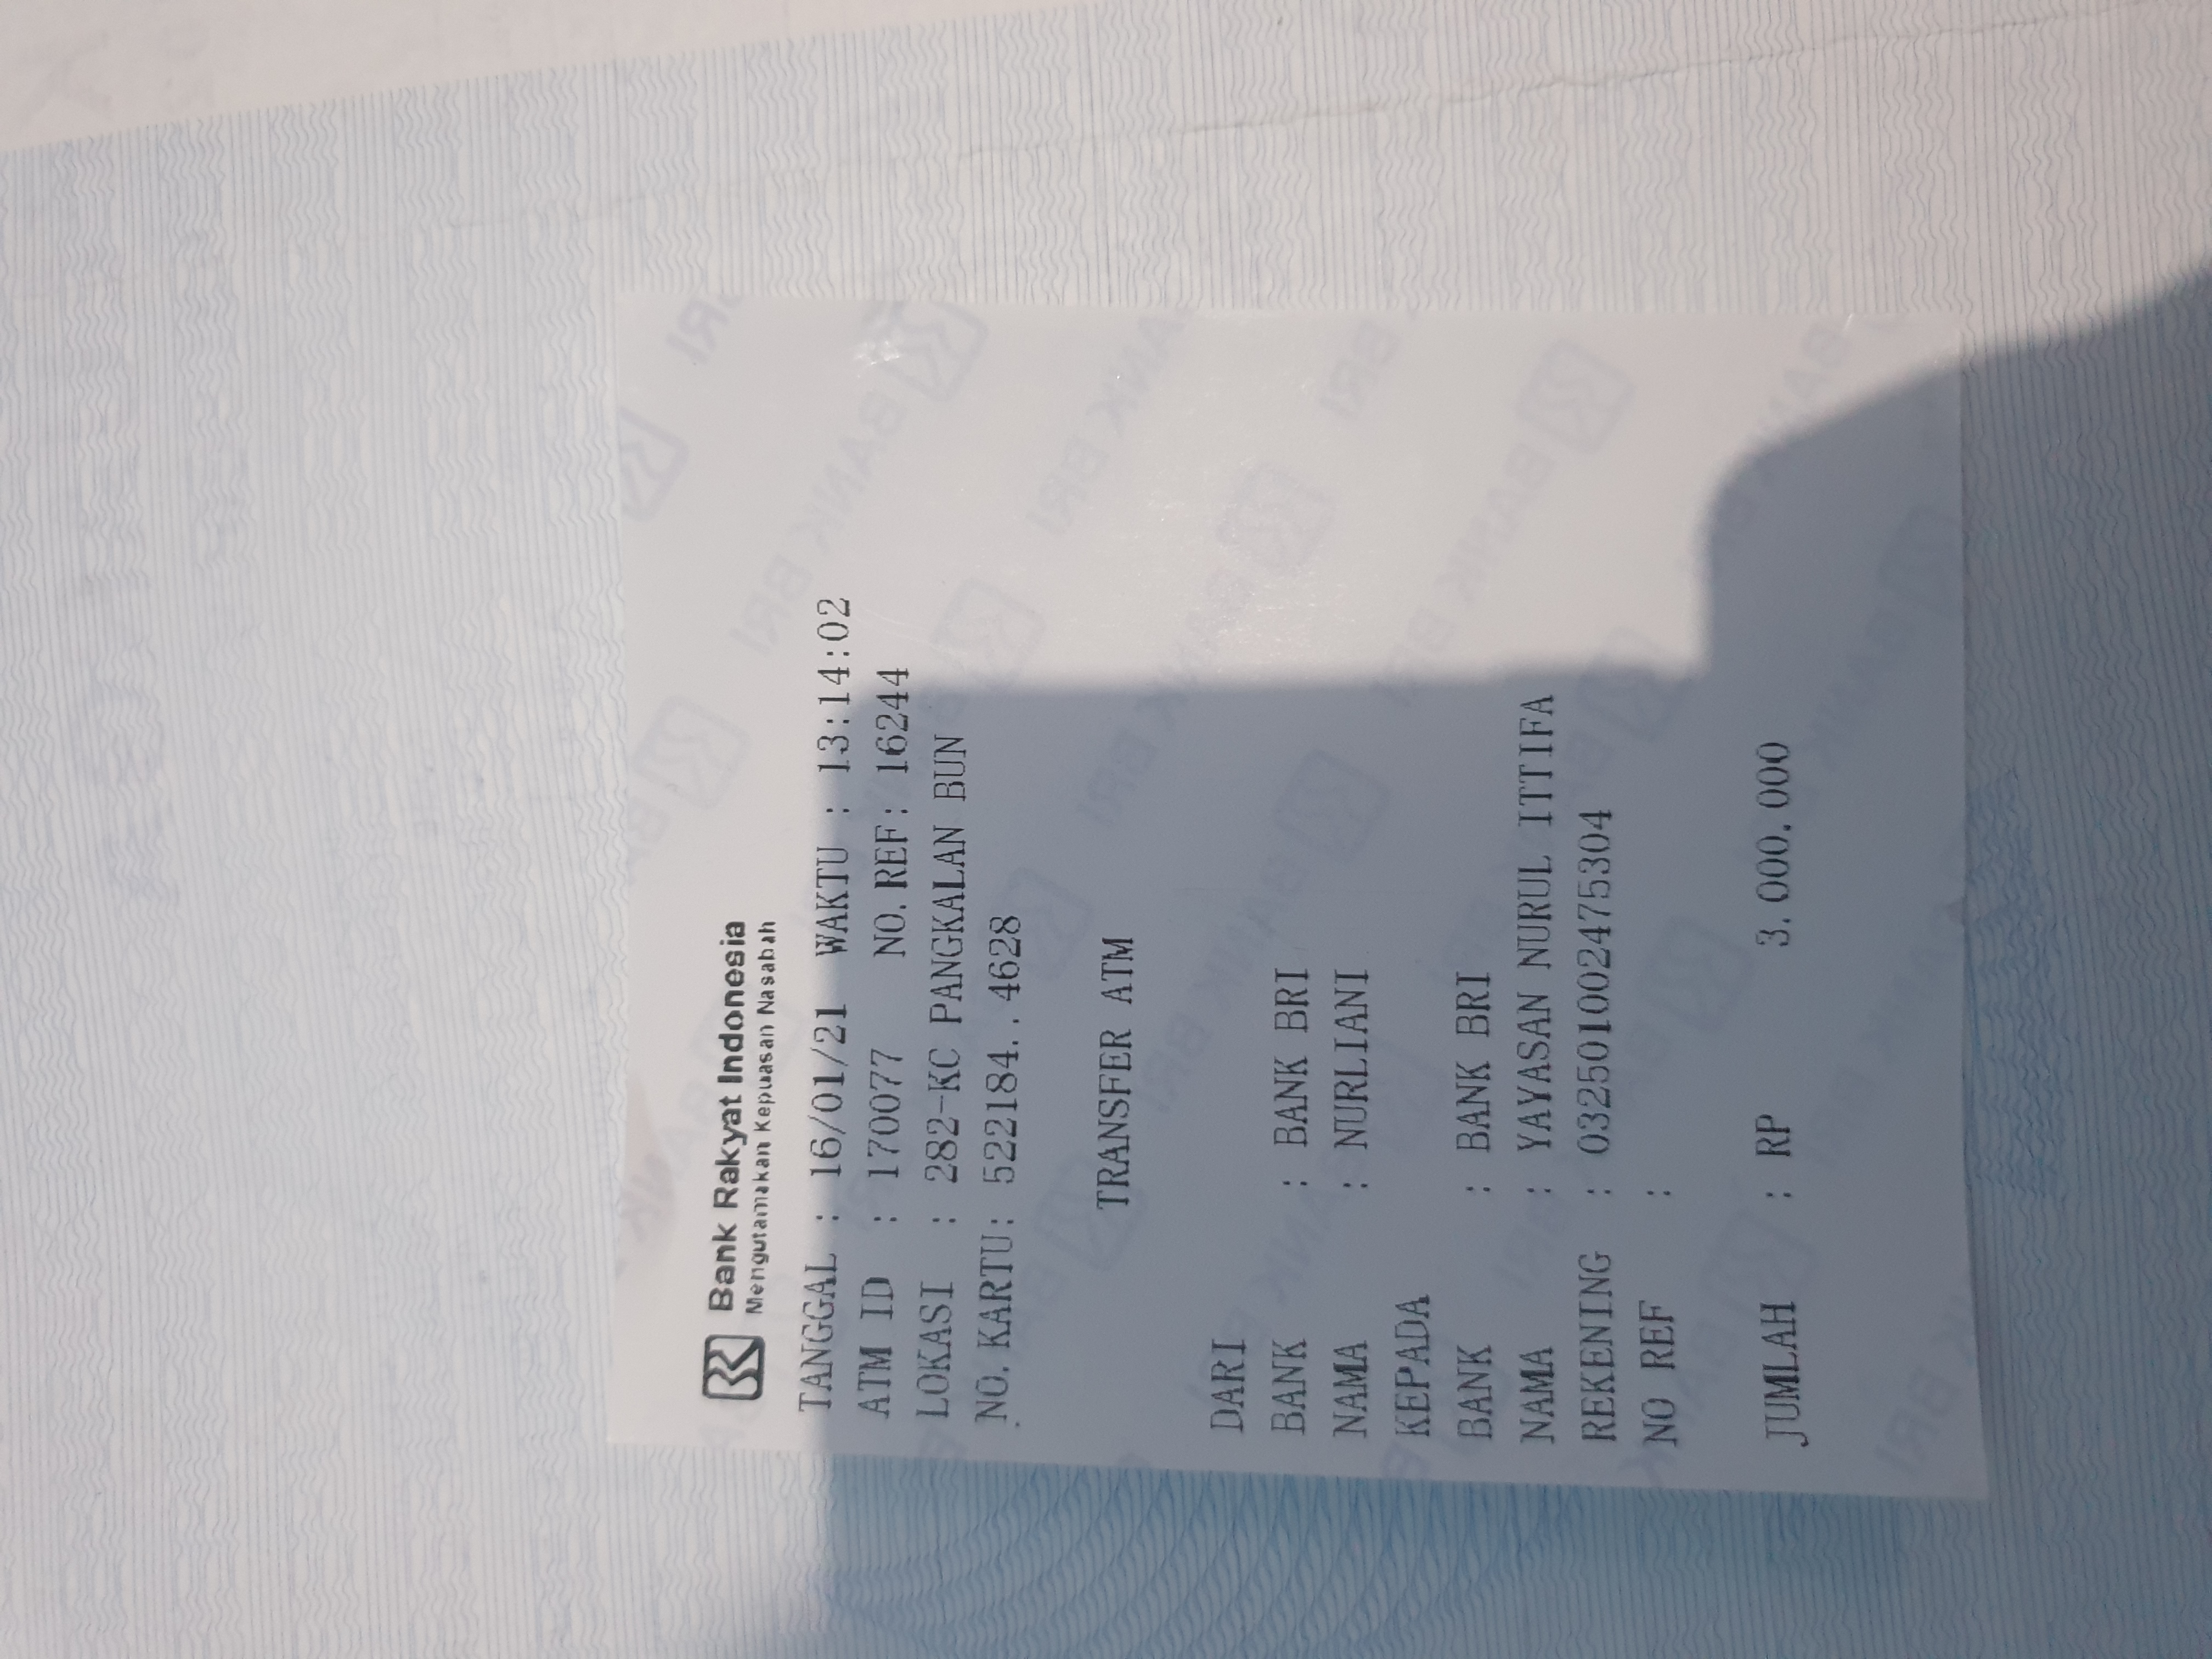 Bank Rakyat Indonesia
Mengutamakan Kepuasan Nasabah
TANGGAL : 16/01/21 WAKTU : 13:14:02
ATM ID : 170077 NO. REF : 16244
LOKASI : 282-KC PANGKALAN BUN
NO. KARTU : 522184..4628
TRANSFER ATM
DARI
BANK : BANK BRI
NAMA : NURLIANI
KEPADA
BANK : BANK BRI
NAMA : YAYASAN NURUL ITTIFA
REKENING : 032501002475304
NO REF :
JUMLAH : RP 3.000.000